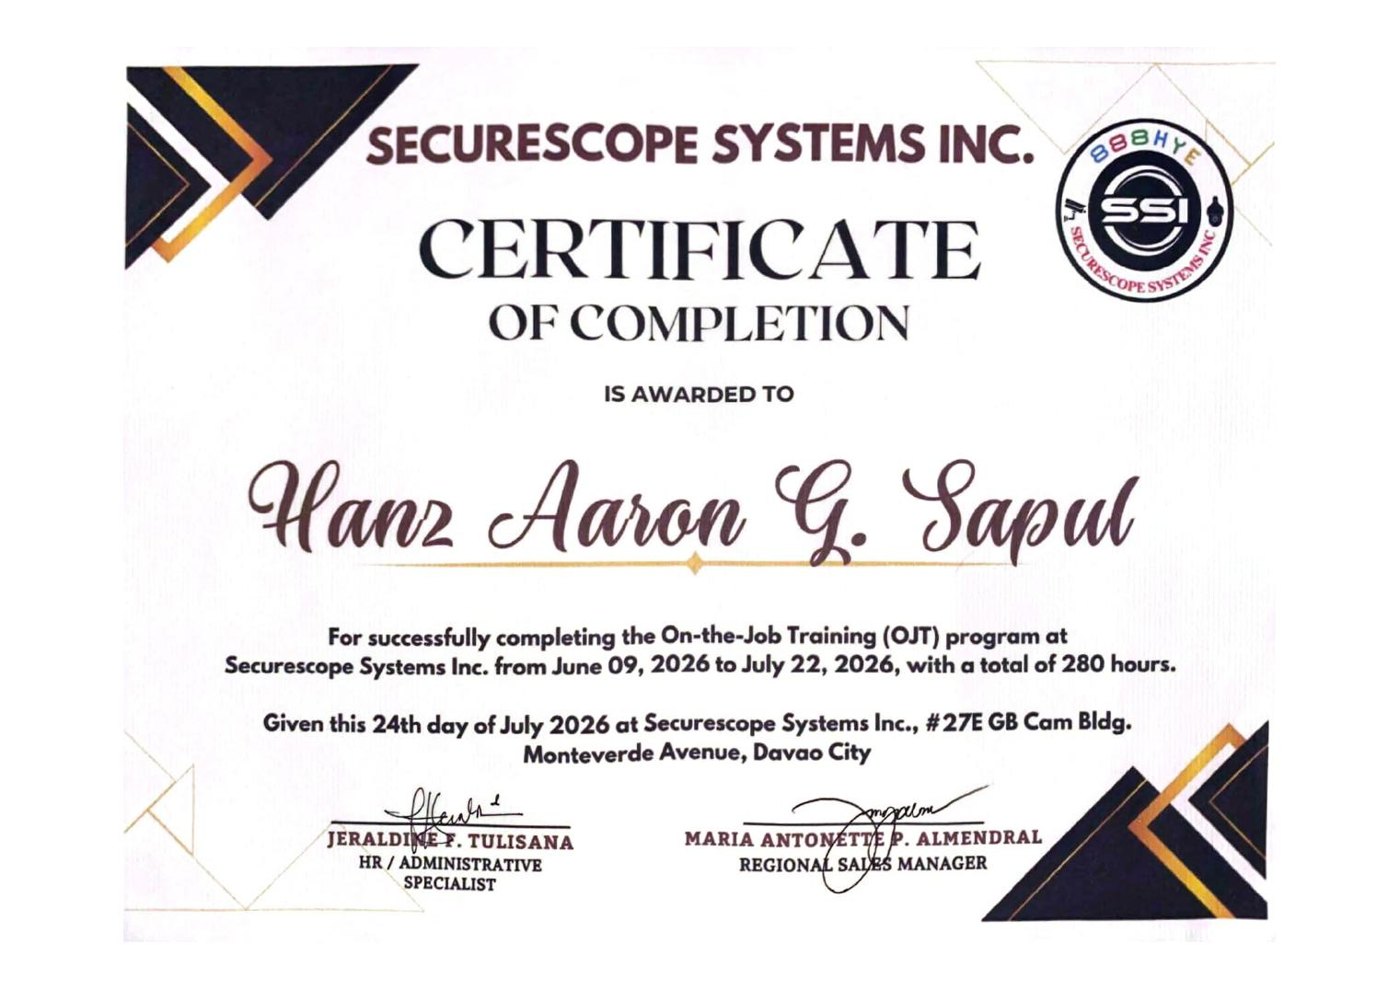 SECURESCOPE SYSTEMS INC.
888HYE
SSI
SECURESCOPE SYSTEMS INC
CERTIFICATE
OF COMPLETION
IS AWARDED TO
Hanz Aaron G. Sapul
For successfully completing the On-the-Job Training (OJT) program at
Securescope Systems Inc. from June 09, 2026 to July 22, 2026, with a total of 280 hours.
Given this 24th day of July 2026 at Securescope Systems Inc., #27E GB Cam Bldg.
Monteverde Avenue, Davao City
JERALDINE F. TULISANA
HR / ADMINISTRATIVE
SPECIALIST
MARIA ANTONETTE P. ALMENDRAL
REGIONAL SALES MANAGER